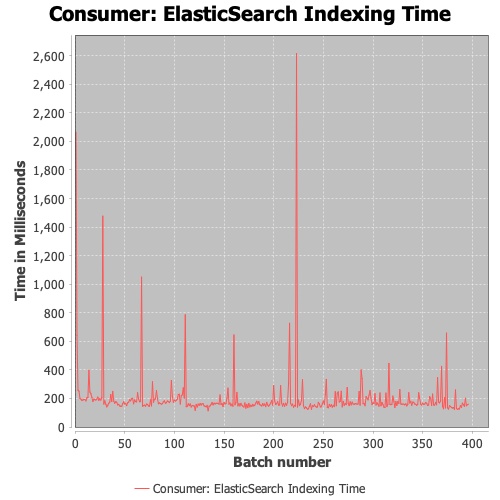 Consumer: ElasticSearch Indexing Time
Time in Milliseconds
2,600
2,400
2,200
2,000
1,800
1,600
1,400
1,200
1,000
800
600
400
200
0
0 50 100 150 200 250 300 350 400
Batch number
Consumer: ElasticSearch Indexing Time